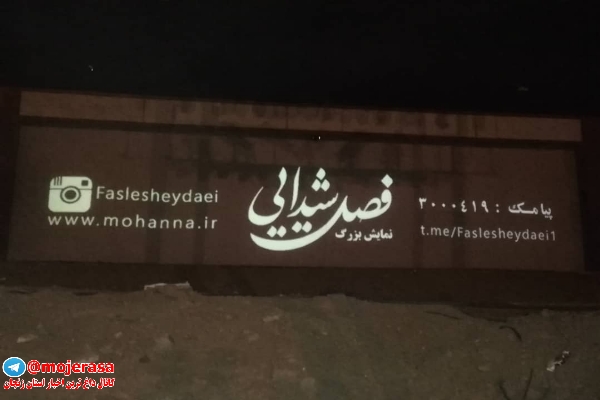 فصل شیدایی
نمایش بزرگ
Faslesheydaei
www.mohanna.ir
پیامک : ۳۰۰۰۴۱۹
t.me/Faslesheydaei1
@mojerasa
کانال داغ ترین اخبار استان زنجان